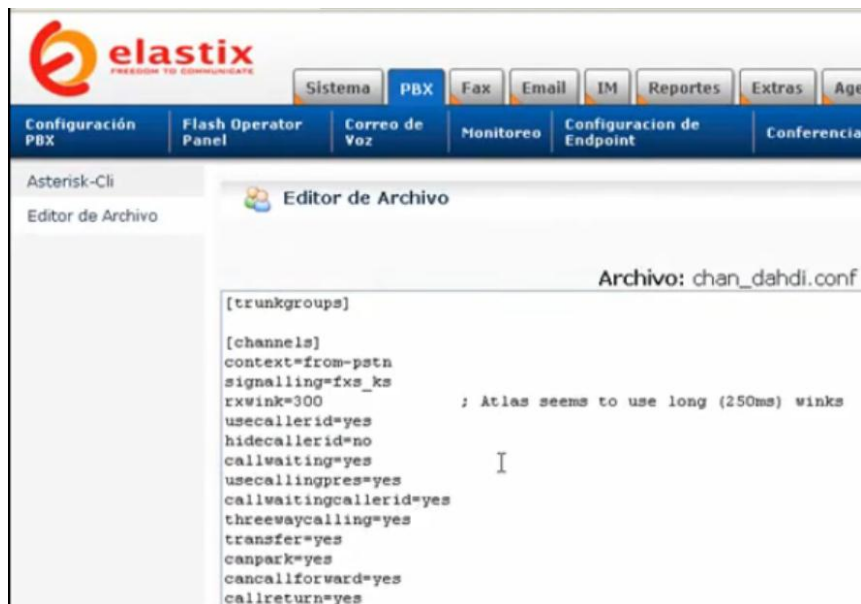 elastix
FREEDOM TO COMMUNICATE
Sistema PBX Fax Email IM Reportes Extras Age
Configuración PBX
Flash Operator Panel
Correo de Voz
Monitoreo
Configuracion de Endpoint
Conferencia
Asterisk-Cli
Editor de Archivo
Editor de Archivo
Archivo: chan_dahdi.conf
[trunkgroups]
[channels]
context=from-pstn
signalling=fxs_ks
rxwink=300 ; Atlas seems to use long (250ms) winks
usecallerid=yes
hidecallerid=no
callwaiting=yes
usecallingpres=yes
callwaitingcallerid=yes
threewaycalling=yes
transfer=yes
canpark=yes
cancallforward=yes
callreturn=yes